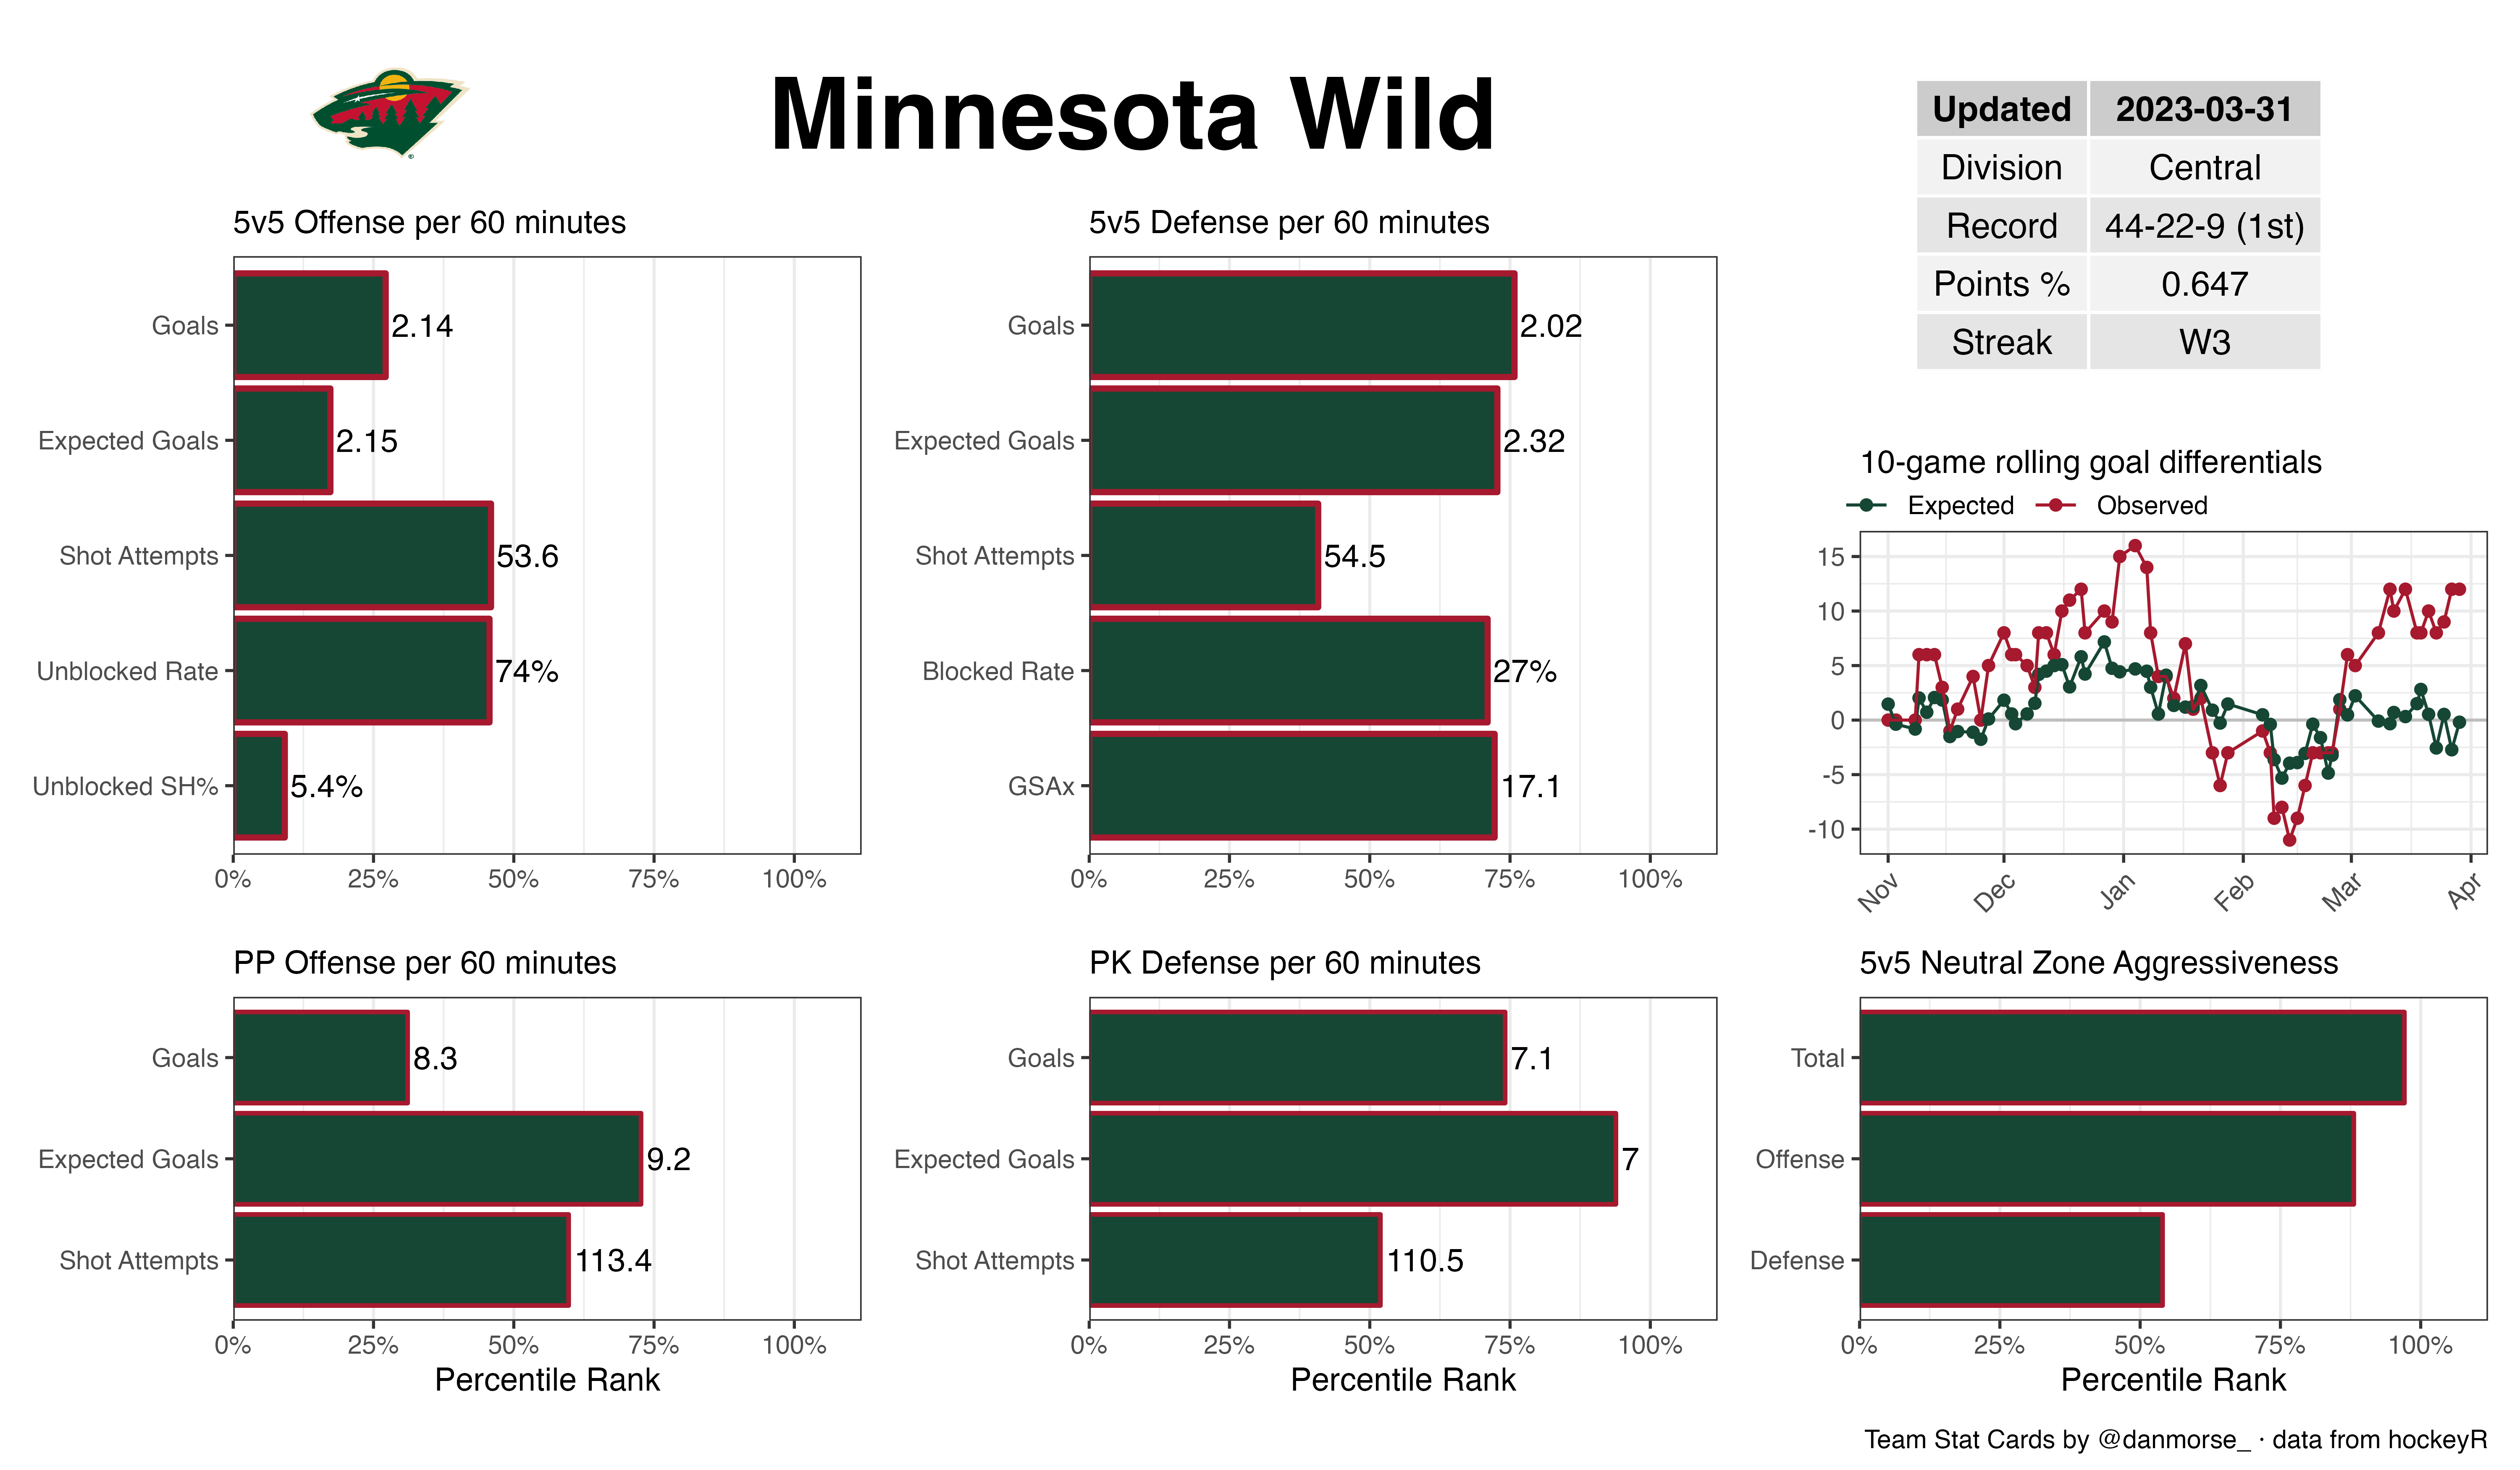 Minnesota Wild
Updated 2023-03-31
Division Central
Record 44-22-9 (1st)
Points % 0.647
Streak W3
5v5 Offense per 60 minutes
Goals 2.14
Expected Goals 2.15
Shot Attempts 53.6
Unblocked Rate 74%
Unblocked SH% 5.4%
0% 25% 50% 75% 100%
5v5 Defense per 60 minutes
Goals 2.02
Expected Goals 2.32
Shot Attempts 54.5
Blocked Rate 27%
GSAx 17.1
0% 25% 50% 75% 100%
10-game rolling goal differentials
Expected Observed
15
10
5
0
-5
-10
Nov Dec Jan Feb Mar Apr
PP Offense per 60 minutes
Goals 8.3
Expected Goals 9.2
Shot Attempts 113.4
0% 25% 50% 75% 100%
Percentile Rank
PK Defense per 60 minutes
Goals 7.1
Expected Goals 7
Shot Attempts 110.5
0% 25% 50% 75% 100%
Percentile Rank
5v5 Neutral Zone Aggressiveness
Total
Offense
Defense
0% 25% 50% 75% 100%
Percentile Rank
Team Stat Cards by @danmorse_ · data from hockeyR